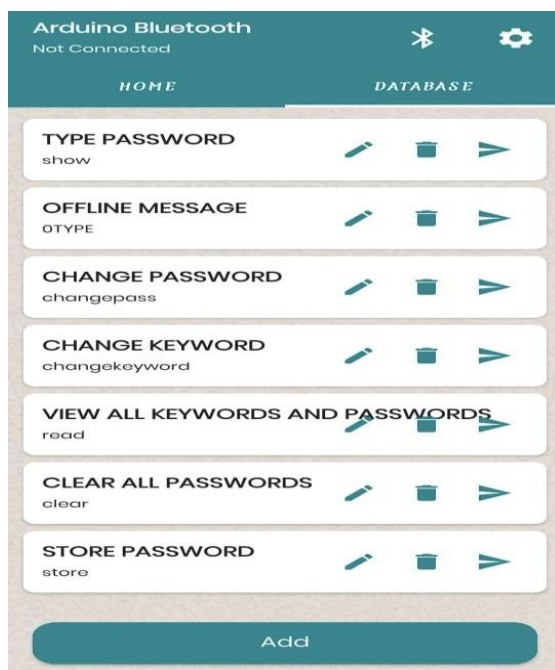 Arduino Bluetooth
Not Connected
HOME
DATABASE
TYPE PASSWORD
show
OFFLINE MESSAGE
0TYPE
CHANGE PASSWORD
changepass
CHANGE KEYWORD
changekeyword
VIEW ALL KEYWORDS AND PASSWORDS
read
CLEAR ALL PASSWORDS
clear
STORE PASSWORD
store
Add